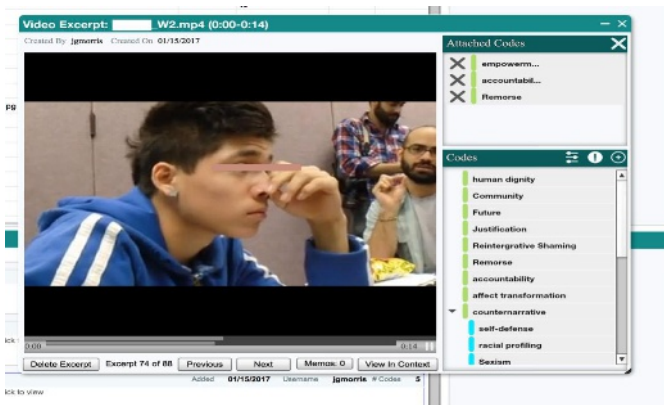 Video Excerpt: _W2.mp4 (0:00-0:14)
Created By jgmorris Created On 01/15/2017
Attached Codes
empowerm...
accountabil...
Remorse
Codes
human dignity
Community
Future
Justification
Reintergrative Shaming
Remorse
accountability
affect transformation
counternarrative
self-defense
racial profiling
Sexism
0:00
0:14
Delete Excerpt Excerpt 74 of 88 Previous Next Memos: 0 View In Context
Added 01/15/2017 Username jgmorris # Codes 5
ick to view
pg